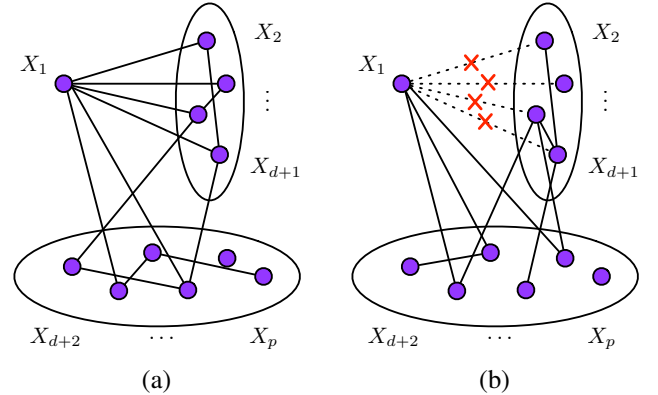 X_1 X_2
⋮
X_{d+1}
X_{d+2} ⋯ X_p
(a)
X_1 X_2
⋮
X_{d+1}
X_{d+2} ⋯ X_p
(b)